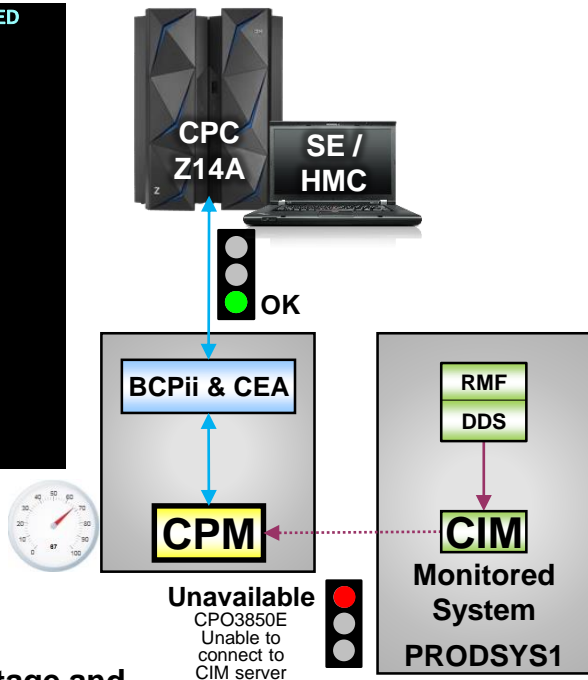 ED
CPC
Z14A
SE /
HMC
OK
BCPii & CEA
RMF
DDS
CPM
CIM
Monitored
System
PRODSYS1
Unavailable
CPO3850E
Unable to
connect to
CIM server
tage and